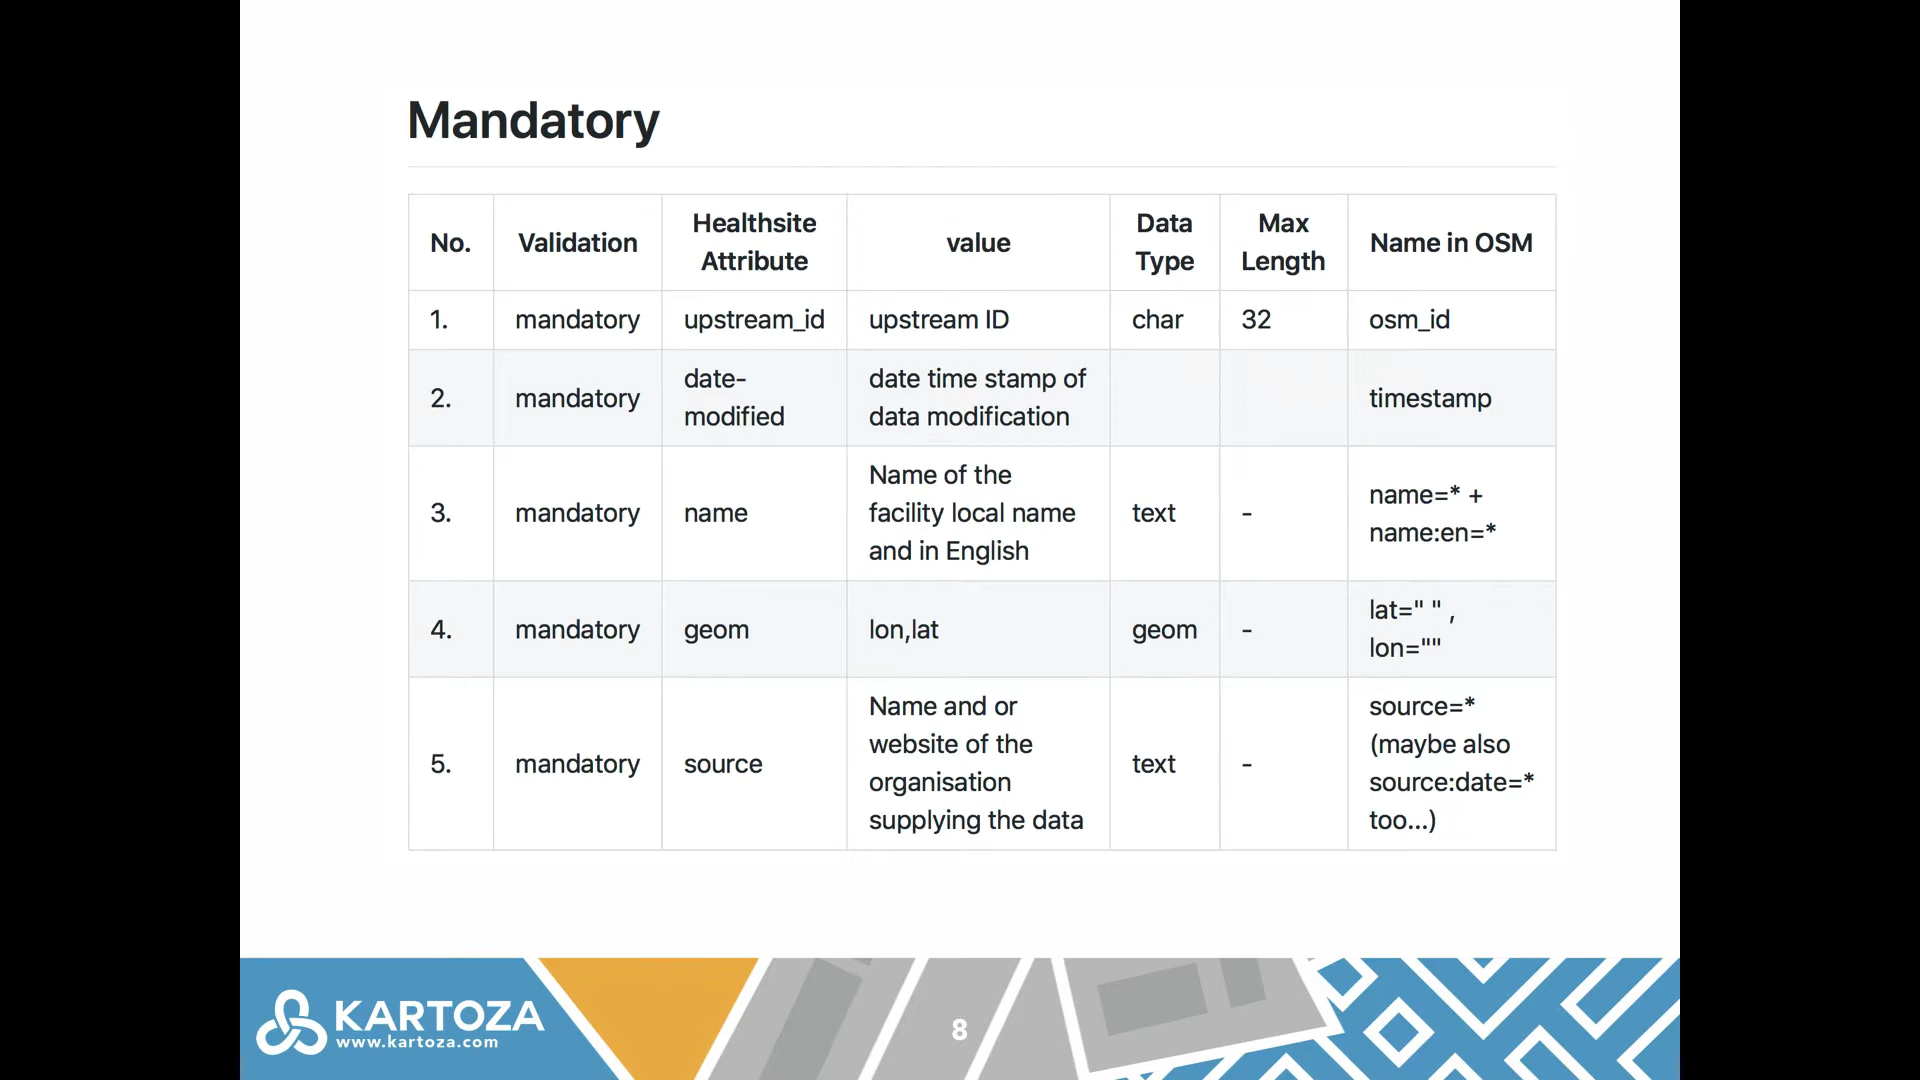 Mandatory
No.
Validation
Healthsite
Attribute
value
Data
Type
Max
Length
Name in OSM
1.
mandatory
upstream_id
upstream ID
char
32
osm_id
2.
mandatory
date-
modified
date time stamp of
data modification
timestamp
3.
mandatory
name
Name of the
facility local name
and in English
text
-
name=* +
name:en=*
4.
mandatory
geom
lon,lat
geom
-
lat=" " ,
lon=""
5.
mandatory
source
Name and or
website of the
organisation
supplying the data
text
-
source=*
(maybe also
source:date=*
too...)
KARTOZA
www.kartoza.com
8